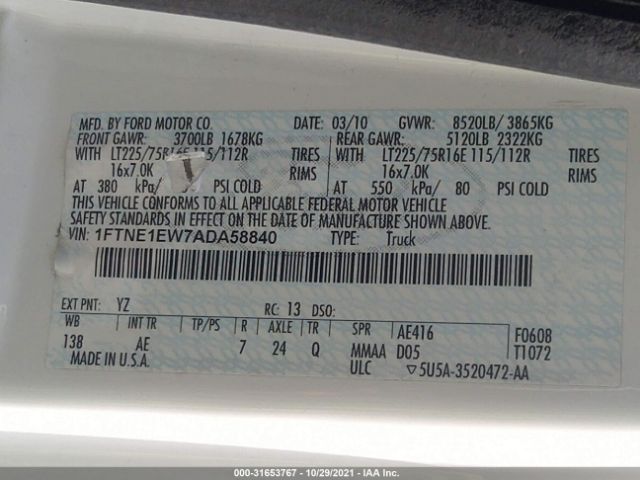 MFD. BY FORD MOTOR CO.  DATE: 03/10  GVWR: 8520LB/ 3865KG
FRONT GAWR: 3700LB 1678KG  REAR GAWR: 5120LB 2322KG
WITH LT225/75R16E 115/112R TIRES  WITH LT225/75R16E 115/112R TIRES
16x7.0K RIMS  16x7.0K RIMS
AT 380 kPa/ PSI COLD  AT 550 kPa/ 80 PSI COLD
THIS VEHICLE CONFORMS TO ALL APPLICABLE FEDERAL MOTOR VEHICLE
SAFETY STANDARDS IN EFFECT ON THE DATE OF MANUFACTURE SHOWN ABOVE.
VIN: 1FTNE1EW7ADA58840  TYPE: Truck
EXT PNT: YZ  RC: 13 DSO:
WB INT TR TP/PS R AXLE TR SPR AE416 F0608
138 AE 7 24 Q MMAA D05 T1072
MADE IN U.S.A.  ULC ▽5U5A-3520472-AA
000-31653767 - 10/29/2021 - IAA Inc.